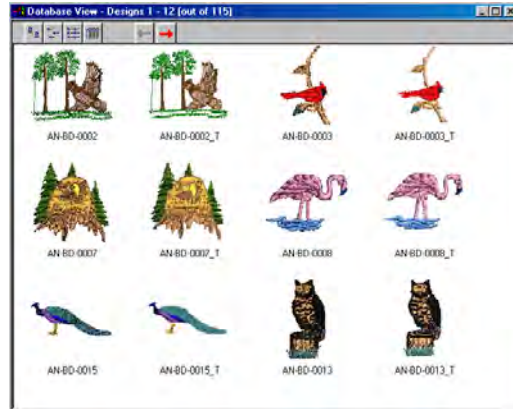 Database View - Designs 1 - 12 (out of 115)
AN-BD-0002 AN-BD-0002_T AN-BD-0003 AN-BD-0003_T
AN-BD-0007 AN-BD-0007_T AN-BD-0008 AN-BD-0008_T
AN-BD-0015 AN-BD-0015_T AN-BD-0013 AN-BD-0013_T